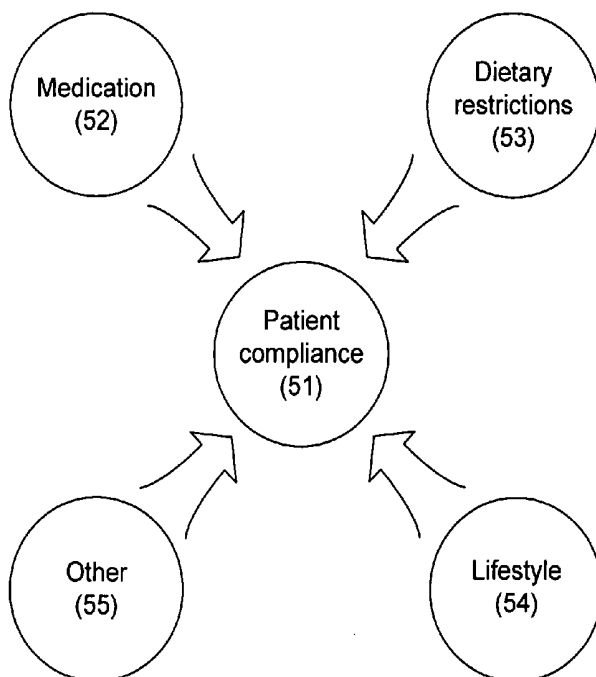 Medication
(52)
Dietary
restrictions
(53)
Patient
compliance
(51)
Other
(55)
Lifestyle
(54)